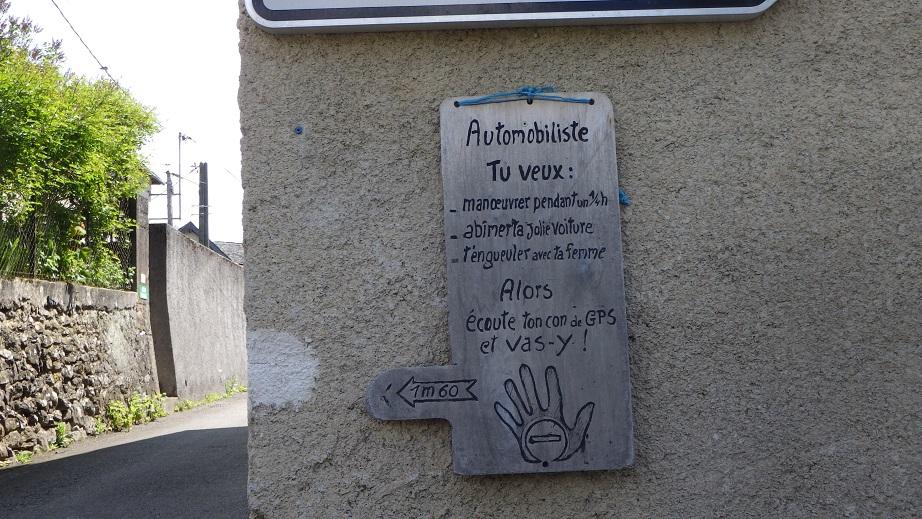 Automobiliste
Tu veux :
- manœuvrer pendant un 1/4h
- abîmer ta jolie voiture
- t'engueuler avec ta femme
Alors
écoute ton con de GPS
et vas-y !
1m60